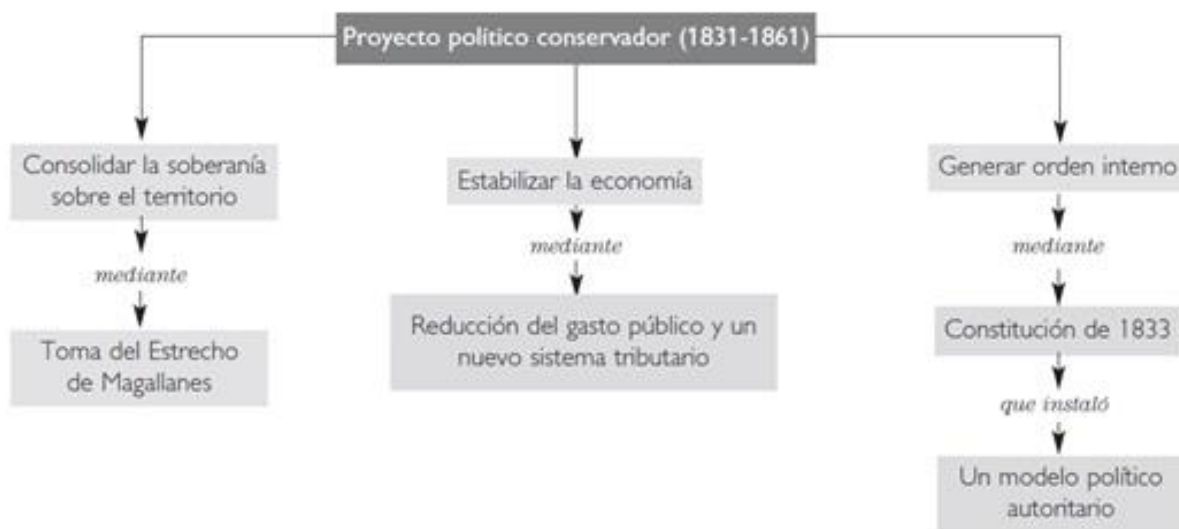 Proyecto político conservador (1831-1861)
Consolidar la soberanía
sobre el territorio
mediante
Toma del Estrecho
de Magallanes
Estabilizar la economía
mediante
Reducción del gasto público y un
nuevo sistema tributario
Generar orden interno
mediante
Constitución de 1833
que instaló
Un modelo político
autoritario